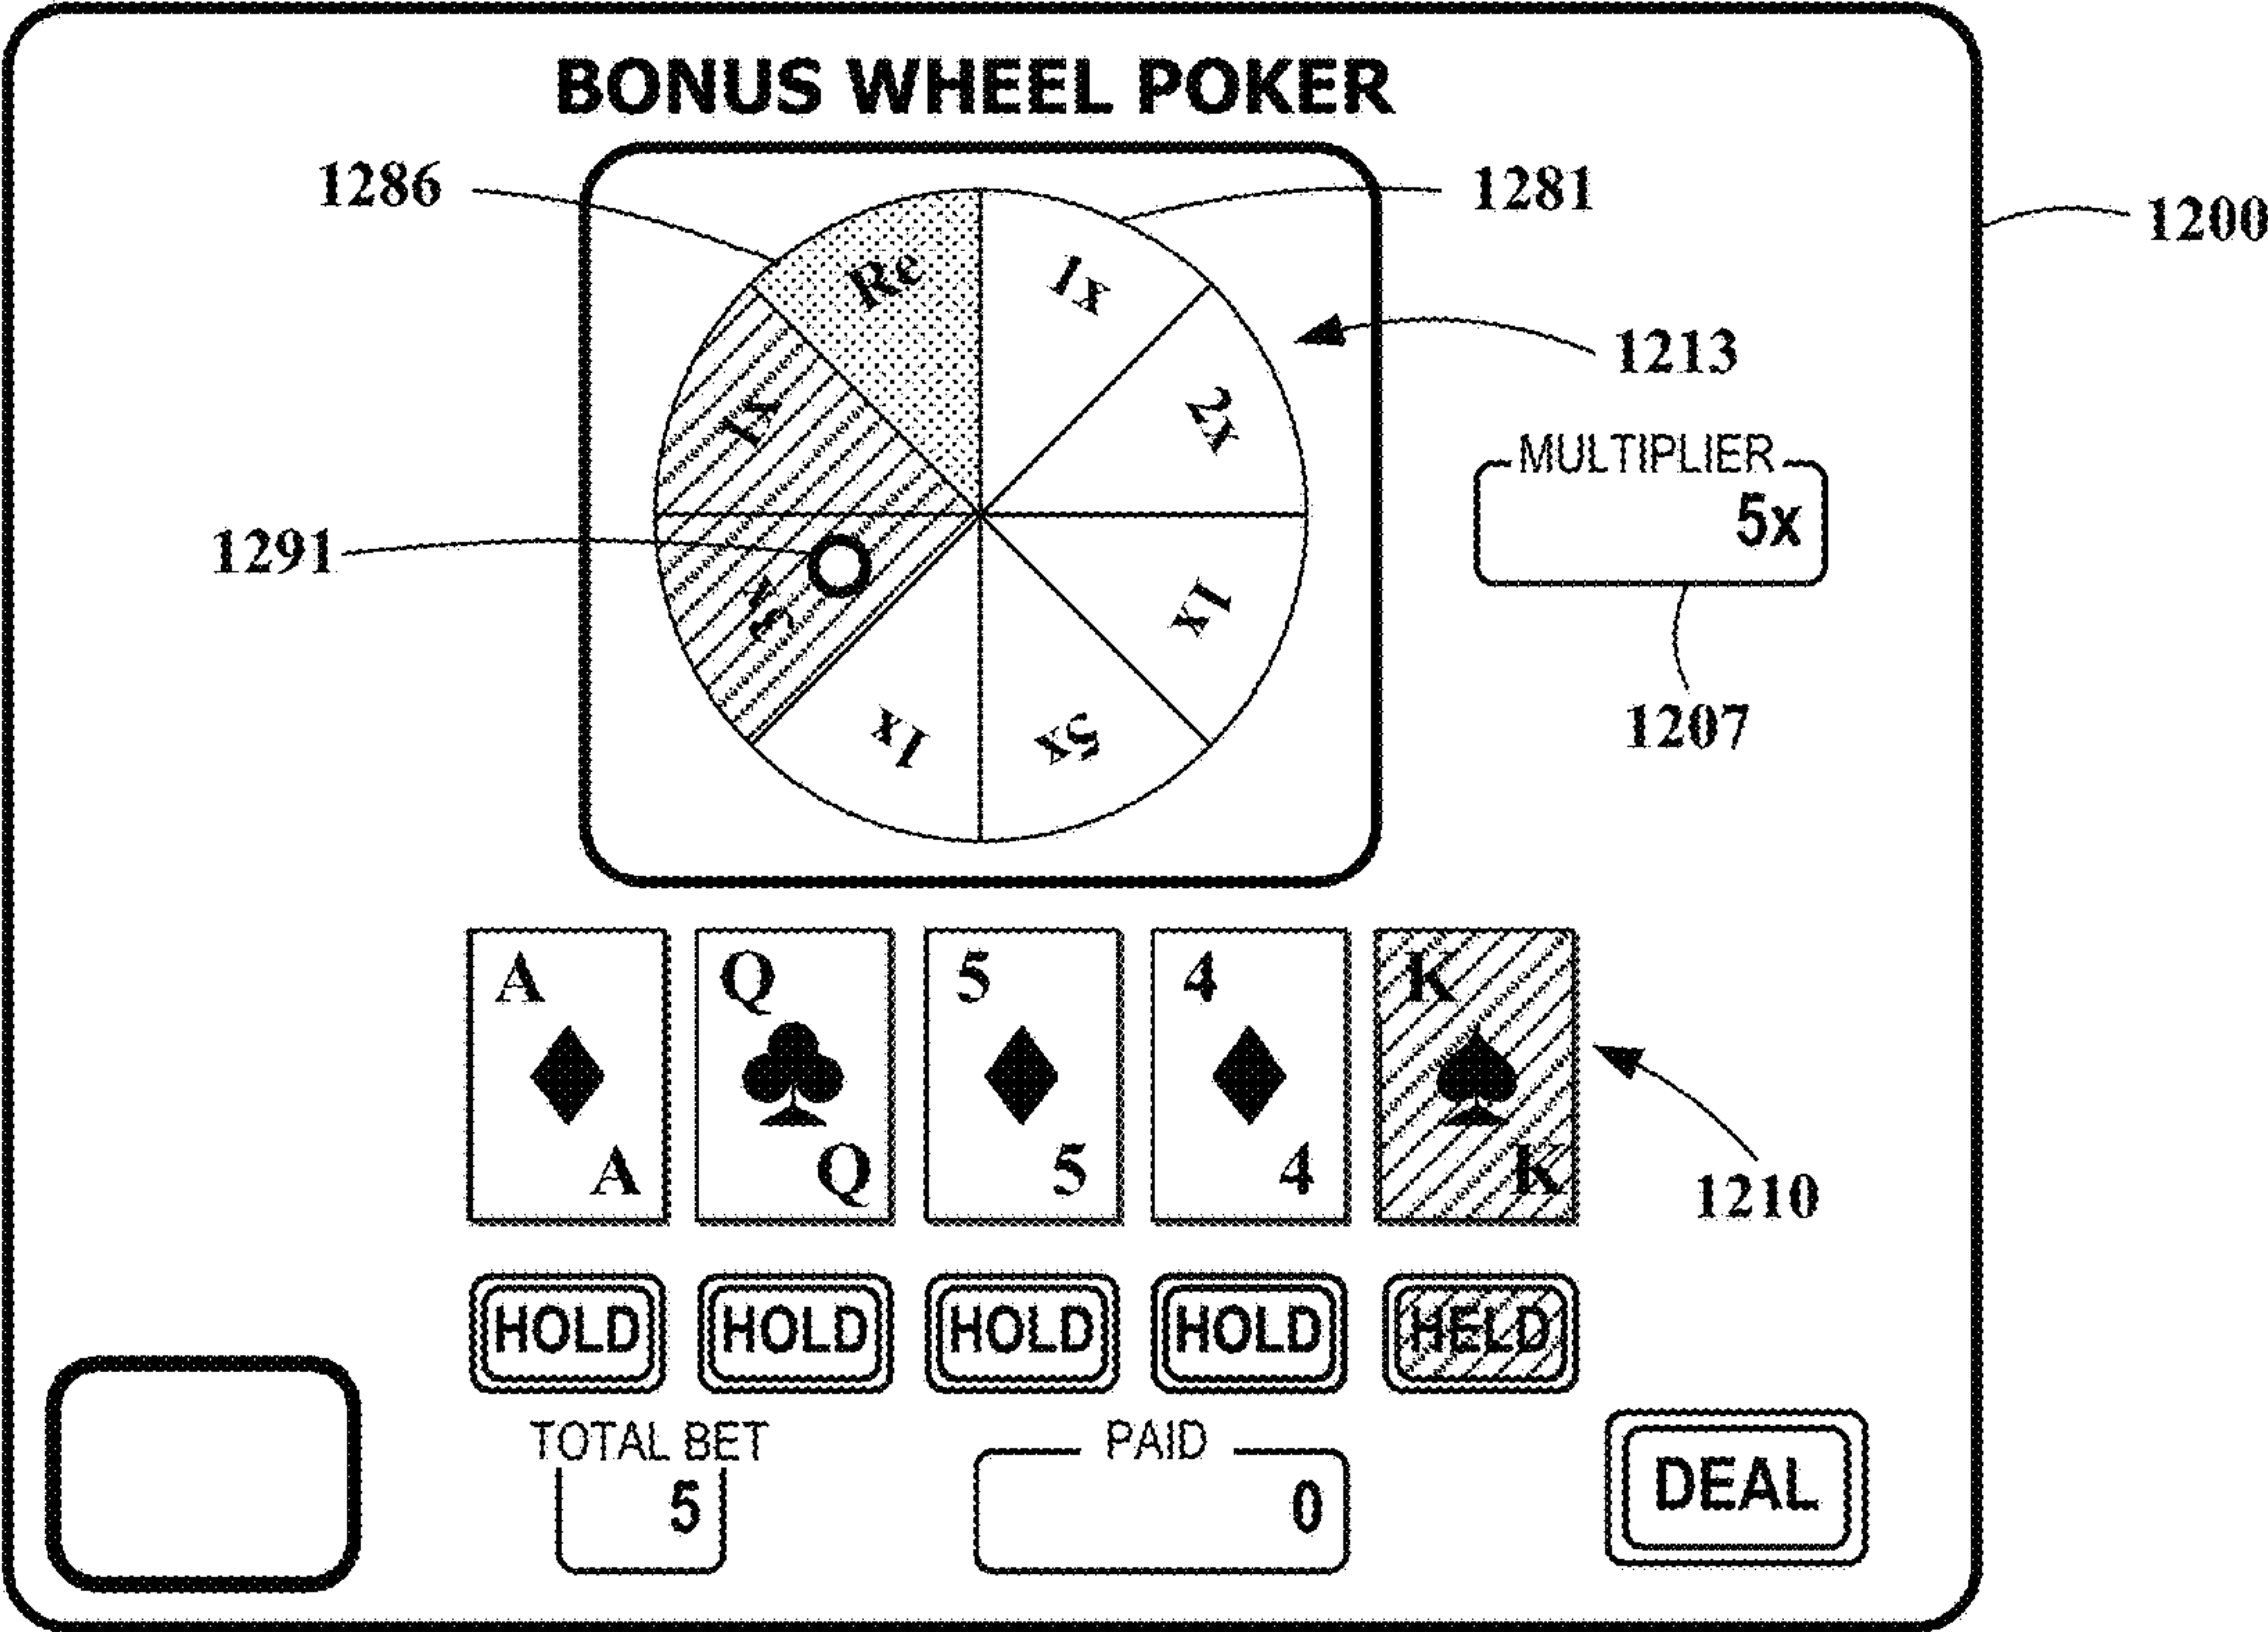 BONUS WHEEL POKER
1286
1281
1200
Re
1x
1213
1x
2x
MULTIPLIER
5x
1291
3x
1x
1x
5x
1207
A Q 5 4 K
A Q 5 4 K
1210
HOLD HOLD HOLD HOLD HELD
TOTAL BET
5
PAID
0
DEAL